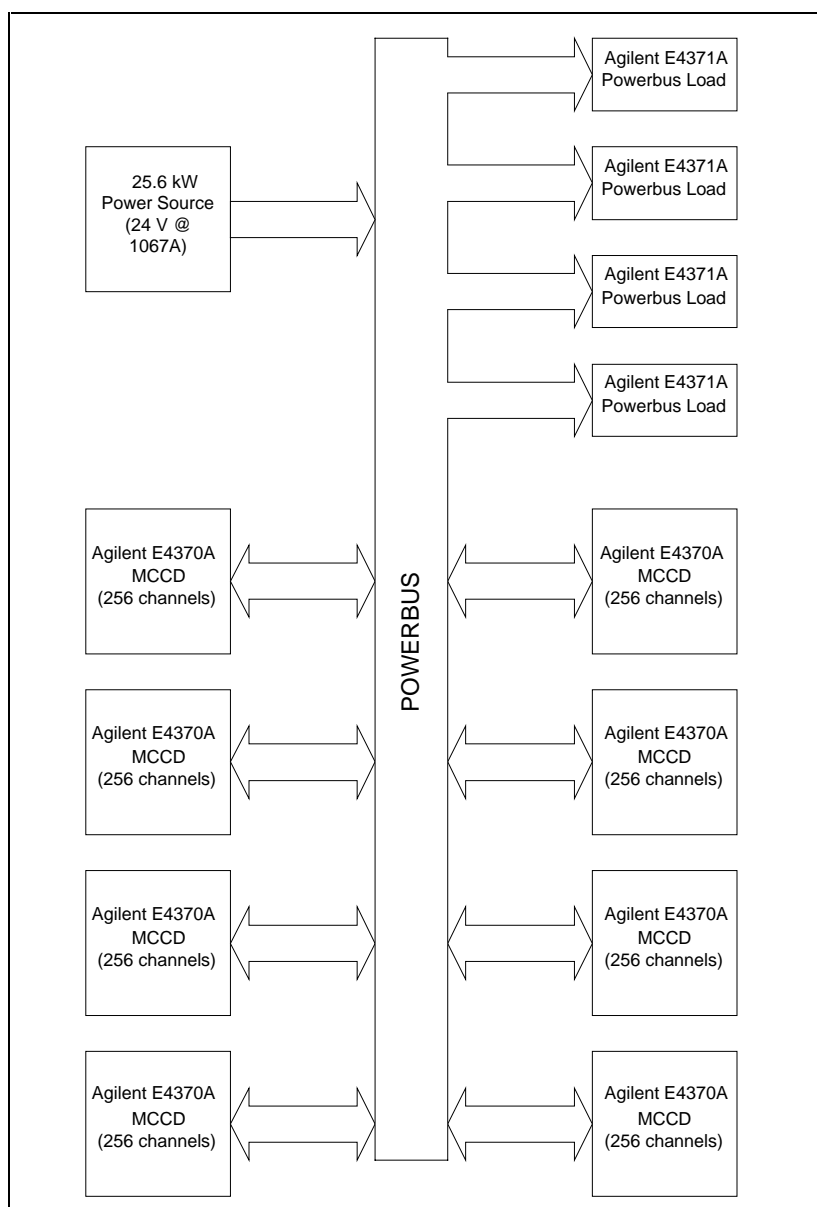 Agilent E4371A
Powerbus Load
25.6 kW
Power Source
(24 V @
1067A)
Agilent E4371A
Powerbus Load
Agilent E4371A
Powerbus Load
Agilent E4371A
Powerbus Load
POWERBUS
Agilent E4370A
MCCD
(256 channels)
Agilent E4370A
MCCD
(256 channels)
Agilent E4370A
MCCD
(256 channels)
Agilent E4370A
MCCD
(256 channels)
Agilent E4370A
MCCD
(256 channels)
Agilent E4370A
MCCD
(256 channels)
Agilent E4370A
MCCD
(256 channels)
Agilent E4370A
MCCD
(256 channels)